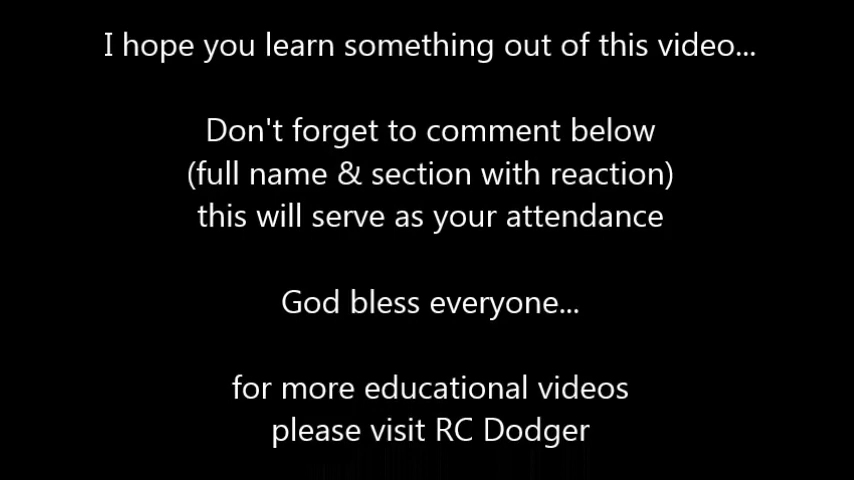 I hope you learn something out of this video...
Don't forget to comment below
(full name & section with reaction)
this will serve as your attendance
God bless everyone...
for more educational videos
please visit RC Dodger